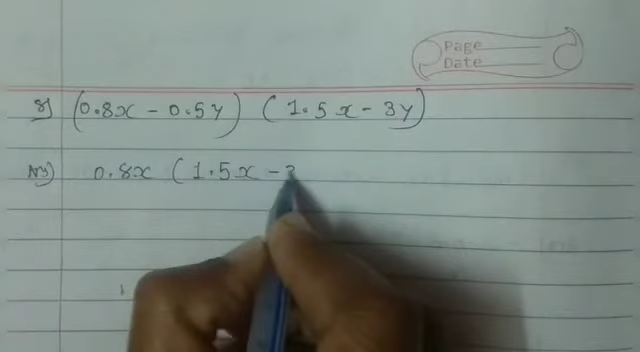 Page
Date
8) (0.8x - 0.5y) (1.5x - 3y)
Ans) 0.8x (1.5x - 3